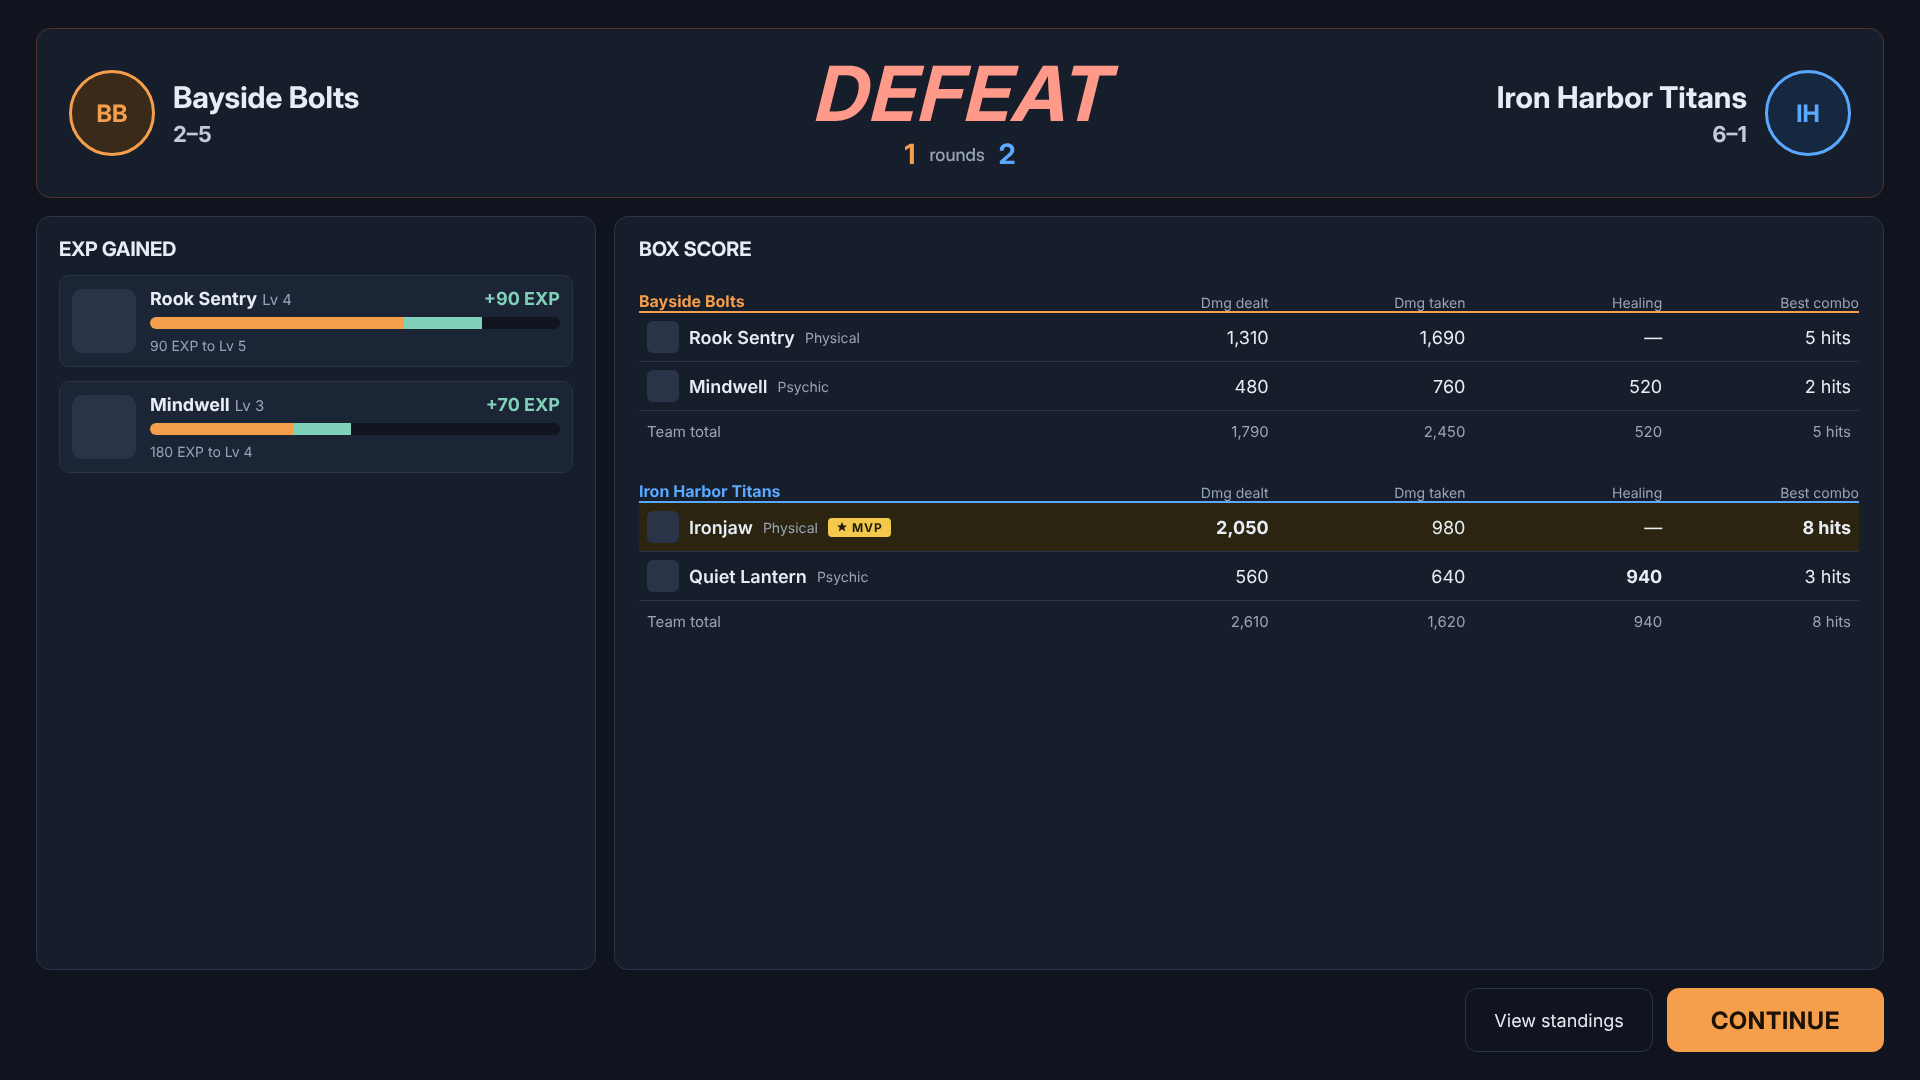 BB
Bayside Bolts
2–5
DEFEAT
1 rounds 2
Iron Harbor Titans
6–1
IH
EXP GAINED
Rook Sentry Lv 4 +90 EXP
90 EXP to Lv 5
Mindwell Lv 3 +70 EXP
180 EXP to Lv 4
BOX SCORE
Bayside Bolts Dmg dealt Dmg taken Healing Best combo
Rook Sentry Physical 1,310 1,690 — 5 hits
Mindwell Psychic 480 760 520 2 hits
Team total 1,790 2,450 520 5 hits
Iron Harbor Titans Dmg dealt Dmg taken Healing Best combo
Ironjaw Physical ★ MVP 2,050 980 — 8 hits
Quiet Lantern Psychic 560 640 940 3 hits
Team total 2,610 1,620 940 8 hits
View standings
CONTINUE